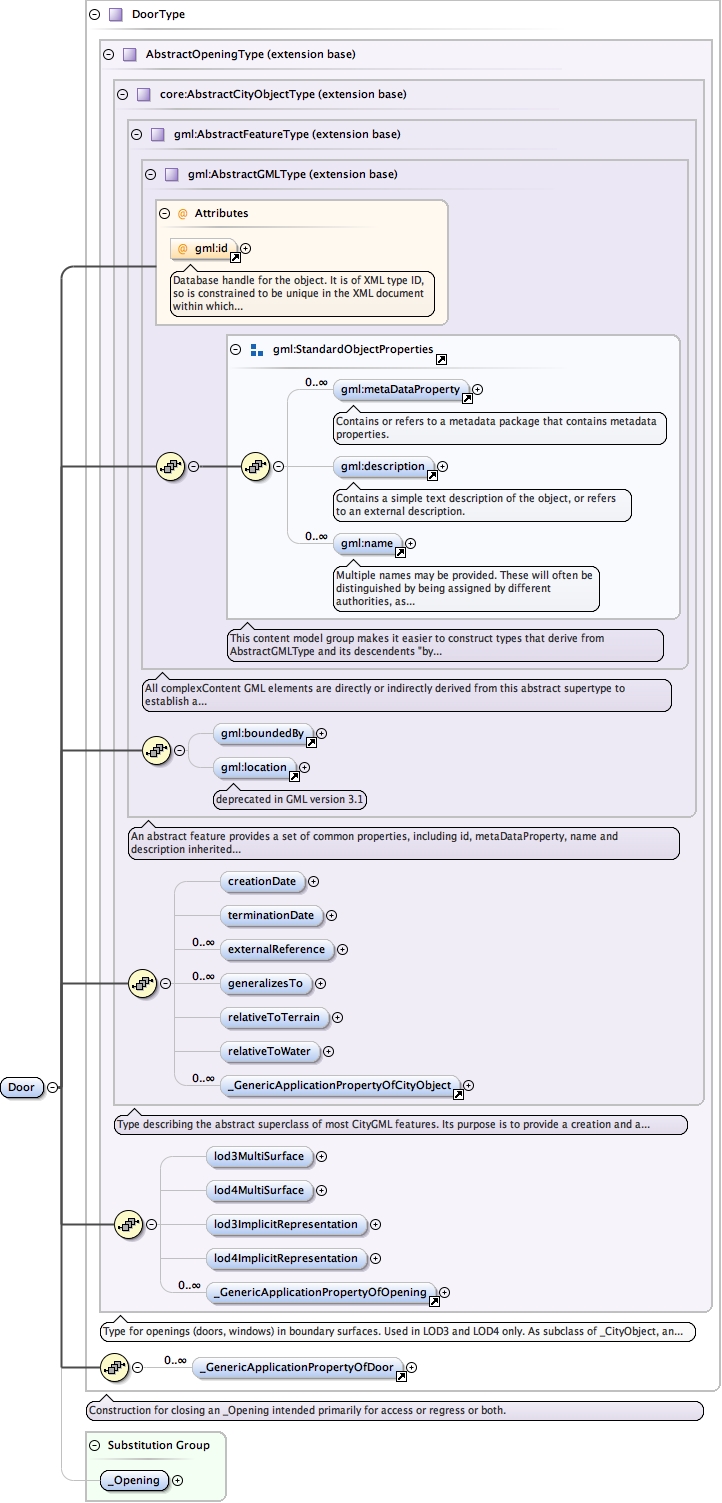 DoorType
AbstractOpeningType (extension base)
core:AbstractCityObjectType (extension base)
gml:AbstractFeatureType (extension base)
gml:AbstractGMLType (extension base)
@ Attributes
@ gml:id
Database handle for the object. It is of XML type ID,
so is constrained to be unique in the XML document
within which...
gml:StandardObjectProperties
0..∞
gml:metaDataProperty
Contains or refers to a metadata package that contains metadata
properties.
gml:description
Contains a simple text description of the object, or refers
to an external description.
0..∞
gml:name
Multiple names may be provided. These will often be
distinguished by being assigned by different
authorities, as...
This content model group makes it easier to construct types that derive from
AbstractGMLType and its descendents "by...
All complexContent GML elements are directly or indirectly derived from this abstract supertype to
establish a...
gml:boundedBy
gml:location
deprecated in GML version 3.1
An abstract feature provides a set of common properties, including id, metaDataProperty, name and
description inherited...
creationDate
terminationDate
0..∞
externalReference
0..∞
generalizesTo
relativeToTerrain
relativeToWater
0..∞
_GenericApplicationPropertyOfCityObject
Door
Type describing the abstract superclass of most CityGML features. Its purpose is to provide a creation and a...
lod3MultiSurface
lod4MultiSurface
lod3ImplicitRepresentation
lod4ImplicitRepresentation
0..∞
_GenericApplicationPropertyOfOpening
Type for openings (doors, windows) in boundary surfaces. Used in LOD3 and LOD4 only. As subclass of _CityObject, an...
0..∞
_GenericApplicationPropertyOfDoor
Construction for closing an _Opening intended primarily for access or regress or both.
Substitution Group
_Opening